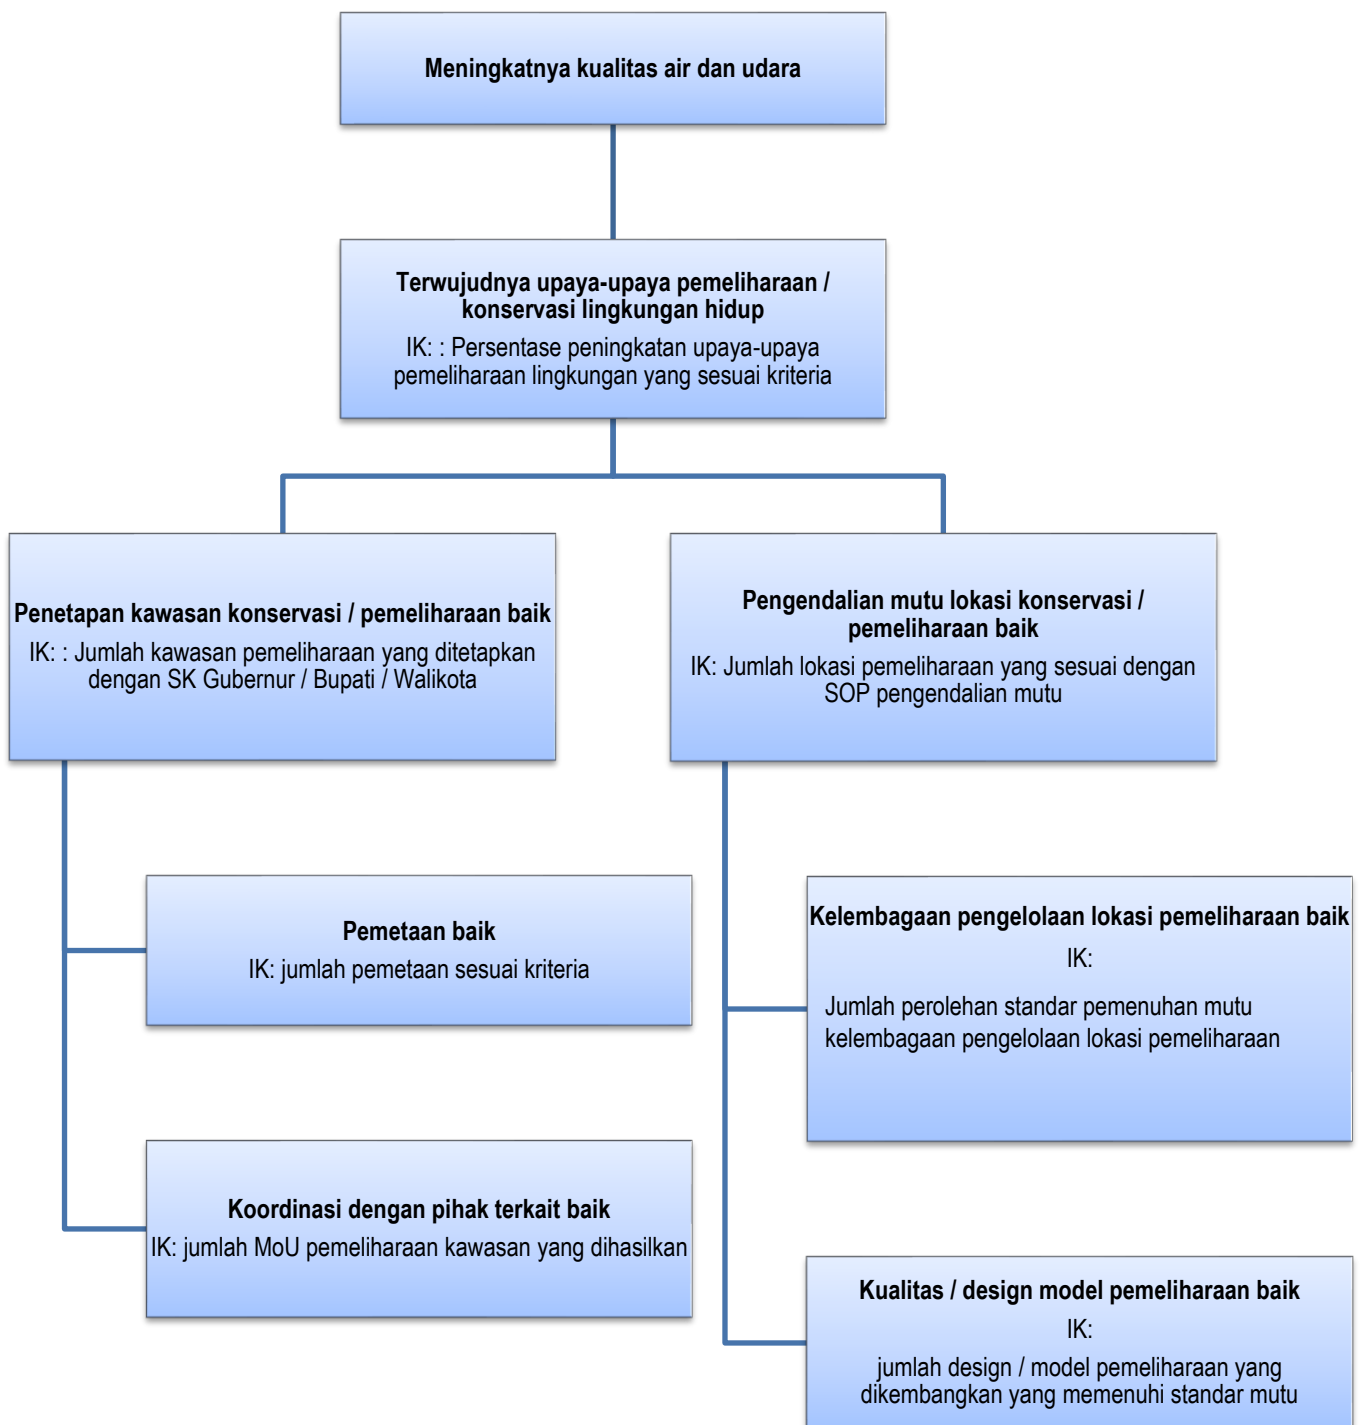 Meningkatnya kualitas air dan udara
Terwujudnya upaya-upaya pemeliharaan /
konservasi lingkungan hidup
IK: : Persentase peningkatan upaya-upaya
pemeliharaan lingkungan yang sesuai kriteria
Penetapan kawasan konservasi / pemeliharaan baik
IK: : Jumlah kawasan pemeliharaan yang ditetapkan
dengan SK Gubernur / Bupati / Walikota
Pengendalian mutu lokasi konservasi /
pemeliharaan baik
IK: Jumlah lokasi pemeliharaan yang sesuai dengan
SOP pengendalian mutu
Pemetaan baik
IK: jumlah pemetaan sesuai kriteria
Kelembagaan pengelolaan lokasi pemeliharaan baik
IK:
Jumlah perolehan standar pemenuhan mutu
kelembagaan pengelolaan lokasi pemeliharaan
Koordinasi dengan pihak terkait baik
IK: jumlah MoU pemeliharaan kawasan yang dihasilkan
Kualitas / design model pemeliharaan baik
IK:
jumlah design / model pemeliharaan yang
dikembangkan yang memenuhi standar mutu